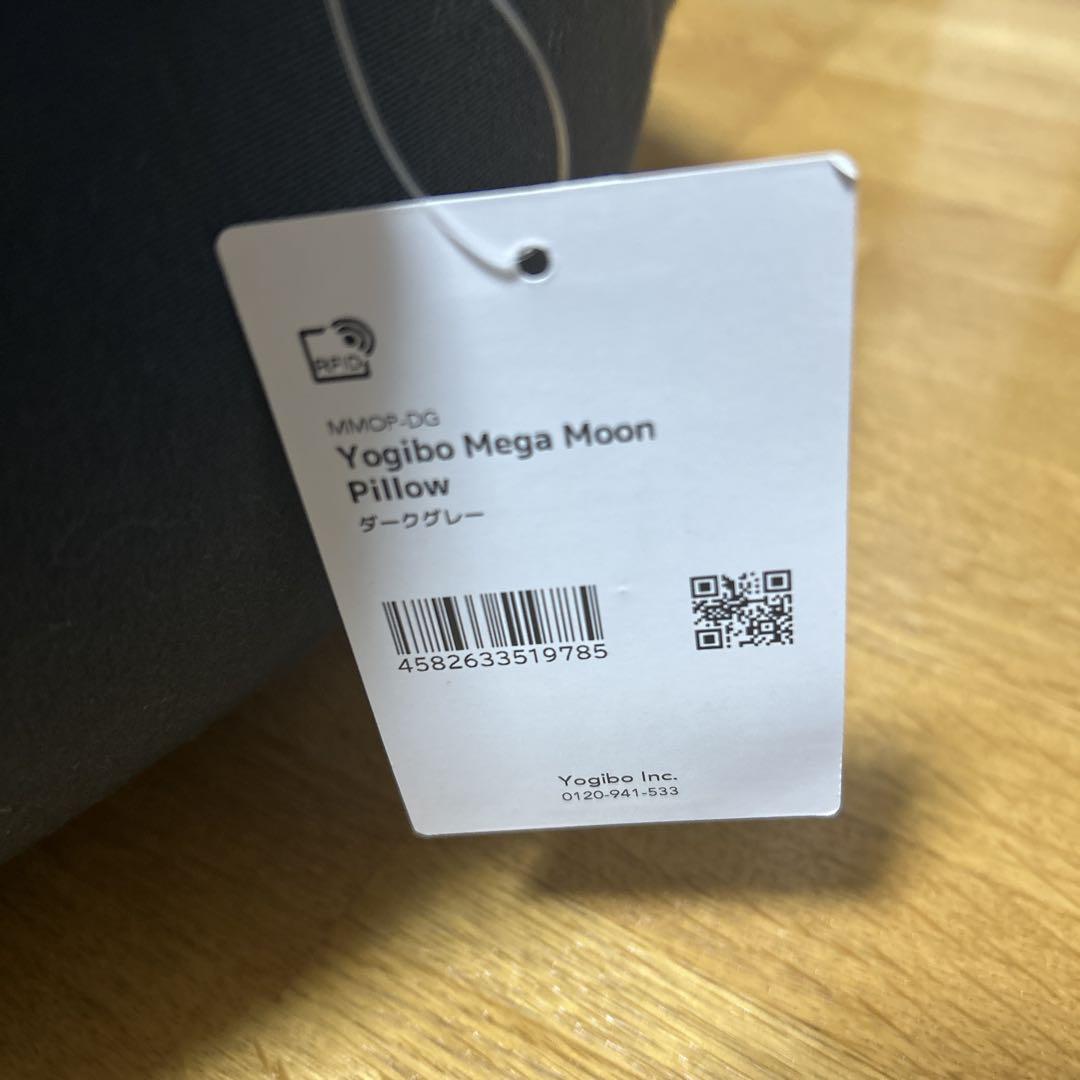 RFID
MMOP-DG
Yogibo Mega Moon
Pillow
ダークグレー
4582633519785
Yogibo Inc.
0120-941-533